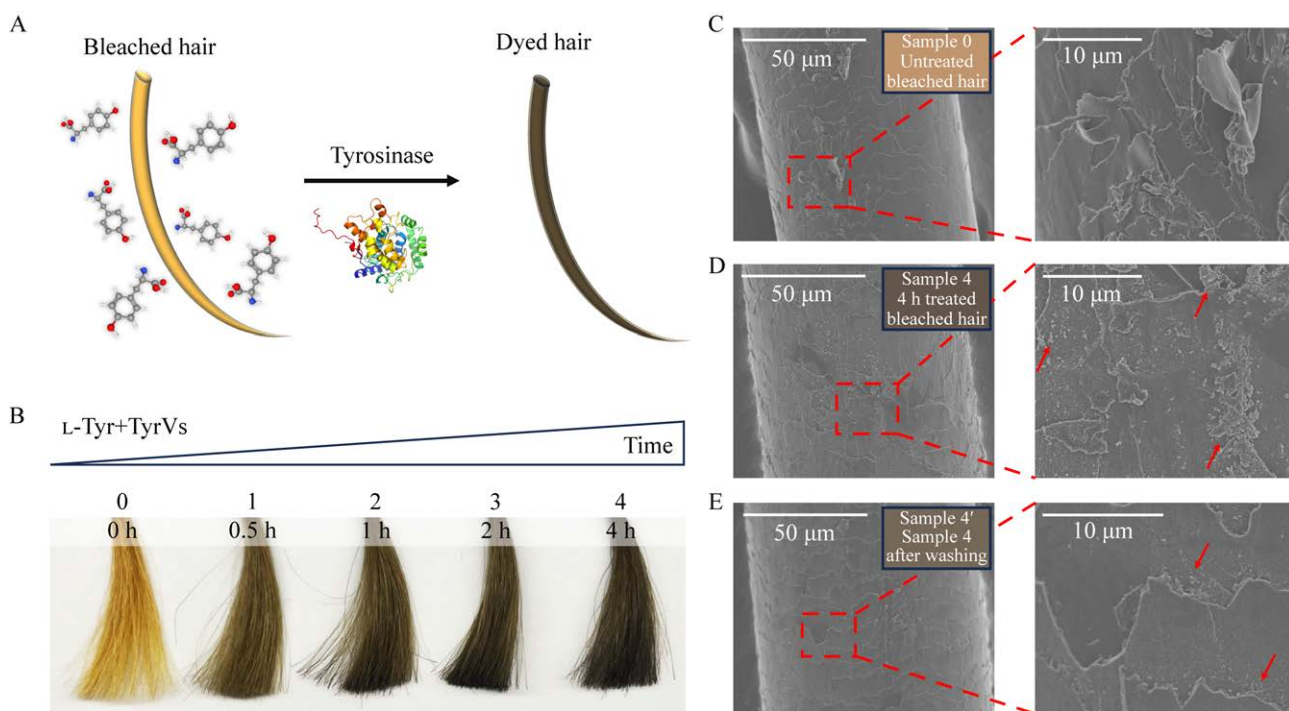 A
Bleached hair
Dyed hair
Tyrosinase
B
L-Tyr+TyrVs
Time
0
1
2
3
4
0 h
0.5 h
1 h
2 h
4 h
C
50 μm
Sample 0
Untreated
bleached hair
10 μm
D
50 μm
Sample 4
4 h treated
bleached hair
10 μm
E
50 μm
Sample 4′
Sample 4
after washing
10 μm